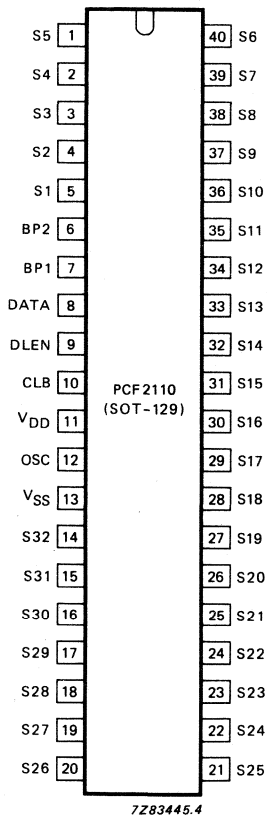 S5 1 40 S6
S4 2 39 S7
S3 3 38 S8
S2 4 37 S9
S1 5 36 S10
BP2 6 35 S11
BP1 7 34 S12
DATA 8 33 S13
DLEN 9 32 S14
CLB 10 31 S15
PCF2110
(SOT-129)
VDD 11 30 S16
OSC 12 29 S17
VSS 13 28 S18
S32 14 27 S19
S31 15 26 S20
S30 16 25 S21
S29 17 24 S22
S28 18 23 S23
S27 19 22 S24
S26 20 21 S25
7Z83445.4